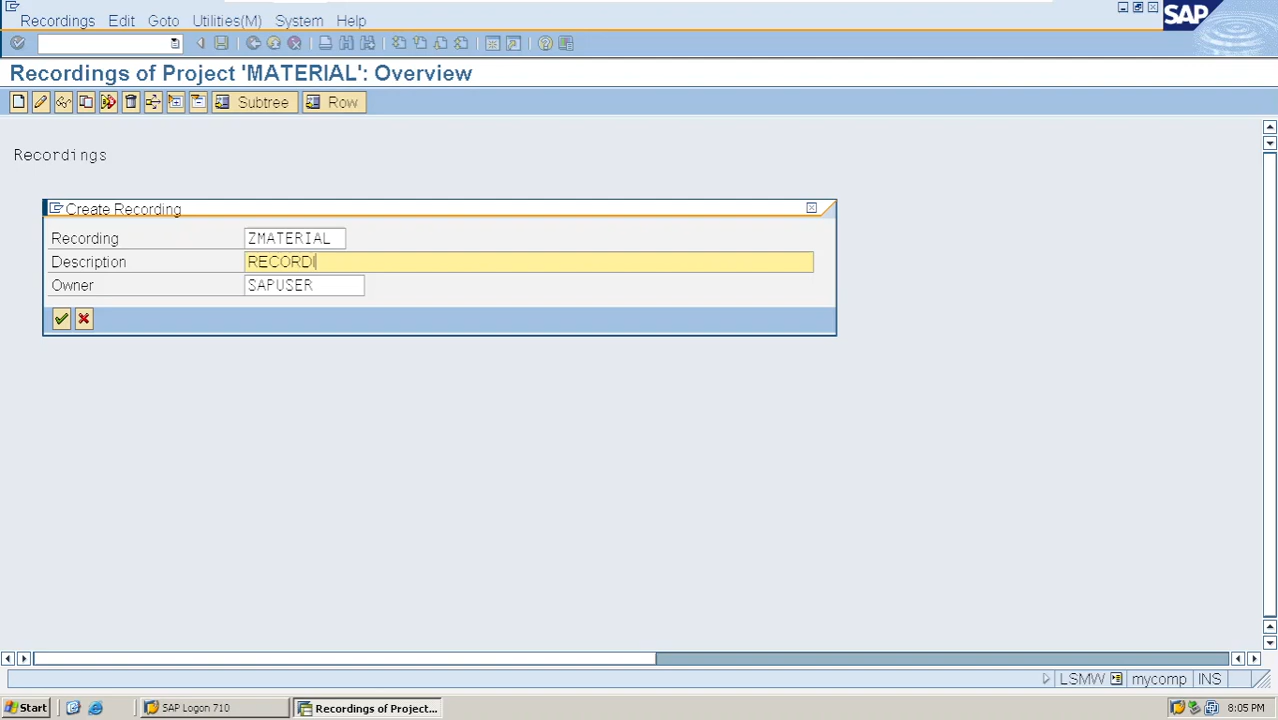 Recordings Edit Goto Utilities(M) System Help
SAP
Recordings of Project 'MATERIAL': Overview
Subtree Row
Recordings
Create Recording
Recording ZMATERIAL
Description RECORDI
Owner SAPUSER
LSMW mycomp INS
Start SAP Logon 710 Recordings of Project... 8:05 PM